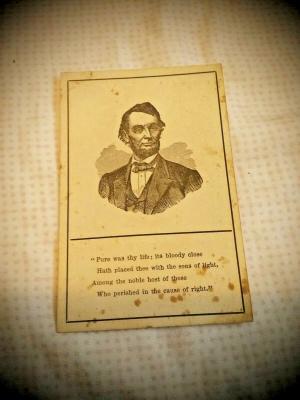 "Pure was thy life; its bloody close
Hath placed thee with the sons of light,
Among the noble host of those
Who perished in the cause of right."